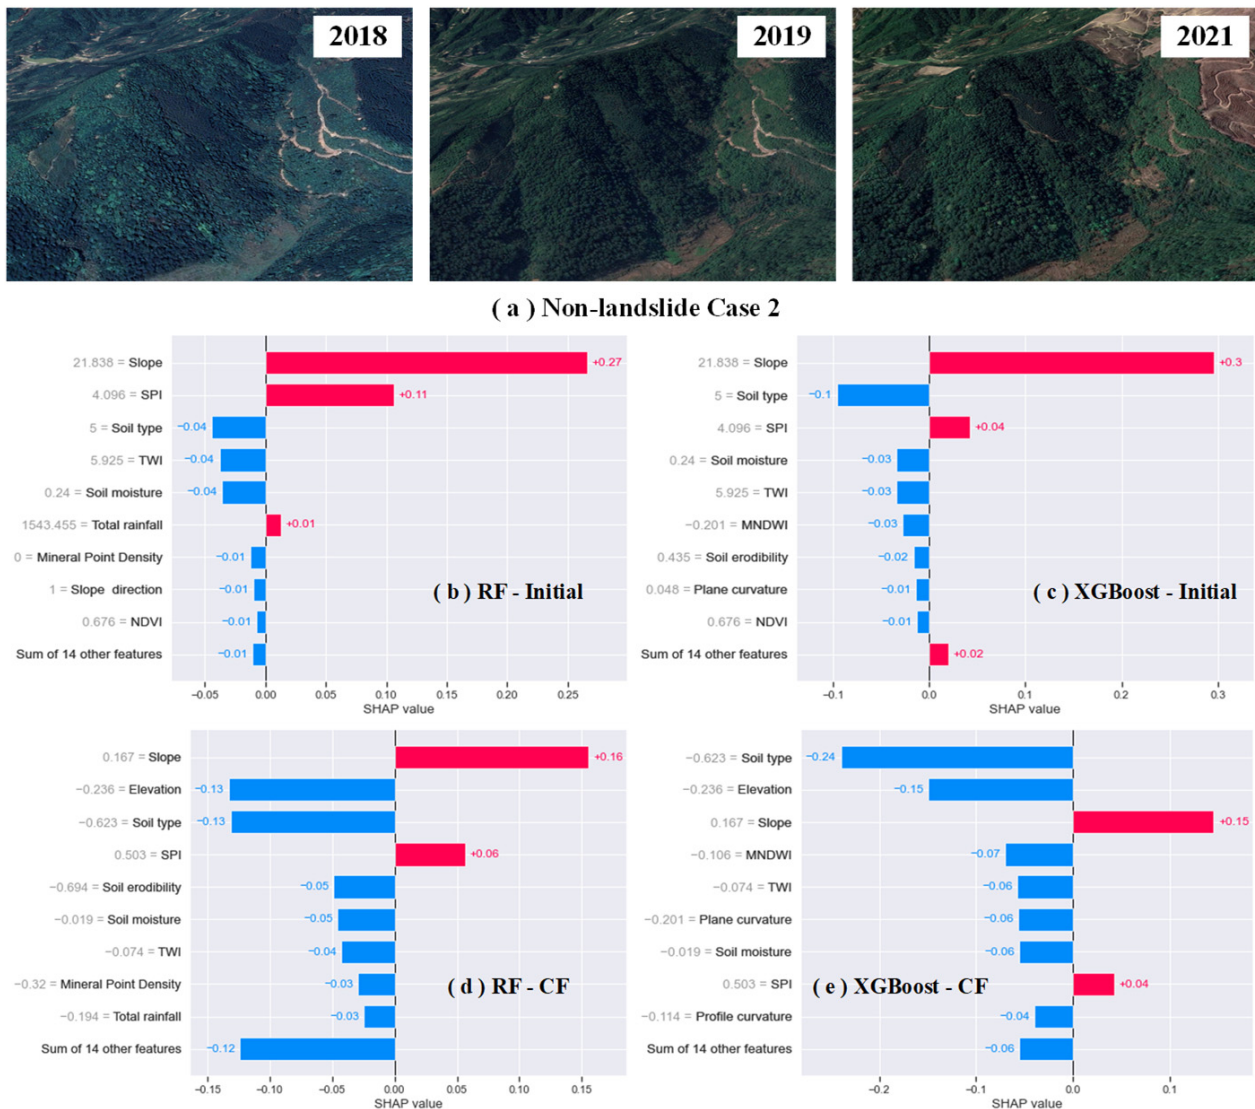 2018
2019
2021
( a ) Non-landslide Case 2
21.838 = Slope
+0.27
4.096 = SPI
+0.11
5 = Soil type
−0.04
5.925 = TWI
−0.04
0.24 = Soil moisture
−0.04
1543.455 = Total rainfall
+0.01
0 = Mineral Point Density
−0.01
1 = Slope direction
−0.01
0.676 = NDVI
−0.01
Sum of 14 other features
−0.01
( b ) RF - Initial
−0.05
0.00
0.05
0.10
0.15
0.20
0.25
SHAP value
21.838 = Slope
+0.3
5 = Soil type
−0.1
4.096 = SPI
+0.04
0.24 = Soil moisture
−0.03
5.925 = TWI
−0.03
−0.201 = MNDWI
−0.03
0.435 = Soil erodibility
−0.02
0.048 = Plane curvature
−0.01
0.676 = NDVI
−0.01
Sum of 14 other features
+0.02
( c ) XGBoost - Initial
−0.1
0.0
0.1
0.2
0.3
SHAP value
0.167 = Slope
+0.16
−0.236 = Elevation
−0.13
−0.623 = Soil type
−0.13
0.503 = SPI
+0.06
−0.694 = Soil erodibility
−0.05
−0.019 = Soil moisture
−0.05
−0.074 = TWI
−0.04
−0.32 = Mineral Point Density
−0.03
−0.194 = Total rainfall
−0.03
Sum of 14 other features
−0.12
( d ) RF - CF
−0.15
−0.10
−0.05
0.00
0.05
0.10
0.15
SHAP value
−0.623 = Soil type
−0.24
−0.236 = Elevation
−0.15
0.167 = Slope
+0.15
−0.106 = MNDWI
−0.07
−0.074 = TWI
−0.06
−0.201 = Plane curvature
−0.06
−0.019 = Soil moisture
−0.06
0.503 = SPI
+0.04
−0.114 = Profile curvature
−0.04
Sum of 14 other features
−0.06
( e ) XGBoost - CF
−0.2
−0.1
0.0
0.1
SHAP value